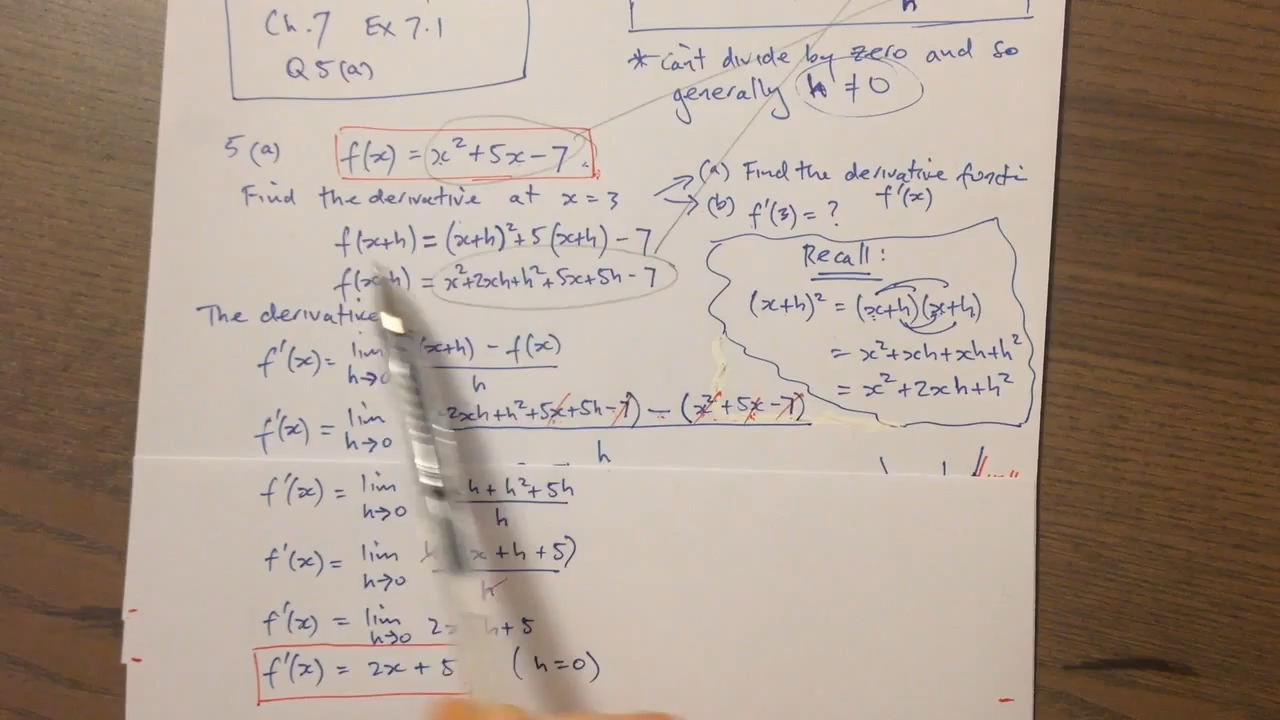 Ch.7 Ex 7.1
Q 5(a)
h
* can't divide by zero and so
generally h ≠ 0
5(a) f(x) = x² + 5x - 7
Find the derivative at x = 3
(a) Find the derivative functi
f'(x)
(b) f'(3) = ?
f(x+h) = (x+h)² + 5(x+h) - 7
f(x+h) = x²+2xh+h²+5x+5h-7
Recall:
(x+h)² = (x+h)(x+h)
= x²+xh+xh+h²
= x²+2xh+h²
The derivative
f'(x) = lim h→0 (x+h) - f(x)
h
f'(x) = lim h→0 2xh+h²+5x+5h-7) - (x²+5x-7)
h
f'(x) = lim h→0 h + h² + 5h
h
f'(x) = lim h→0 x + h + 5)
h
f'(x) = lim h→0 2x h+5
f'(x) = 2x + 5 (h=0)